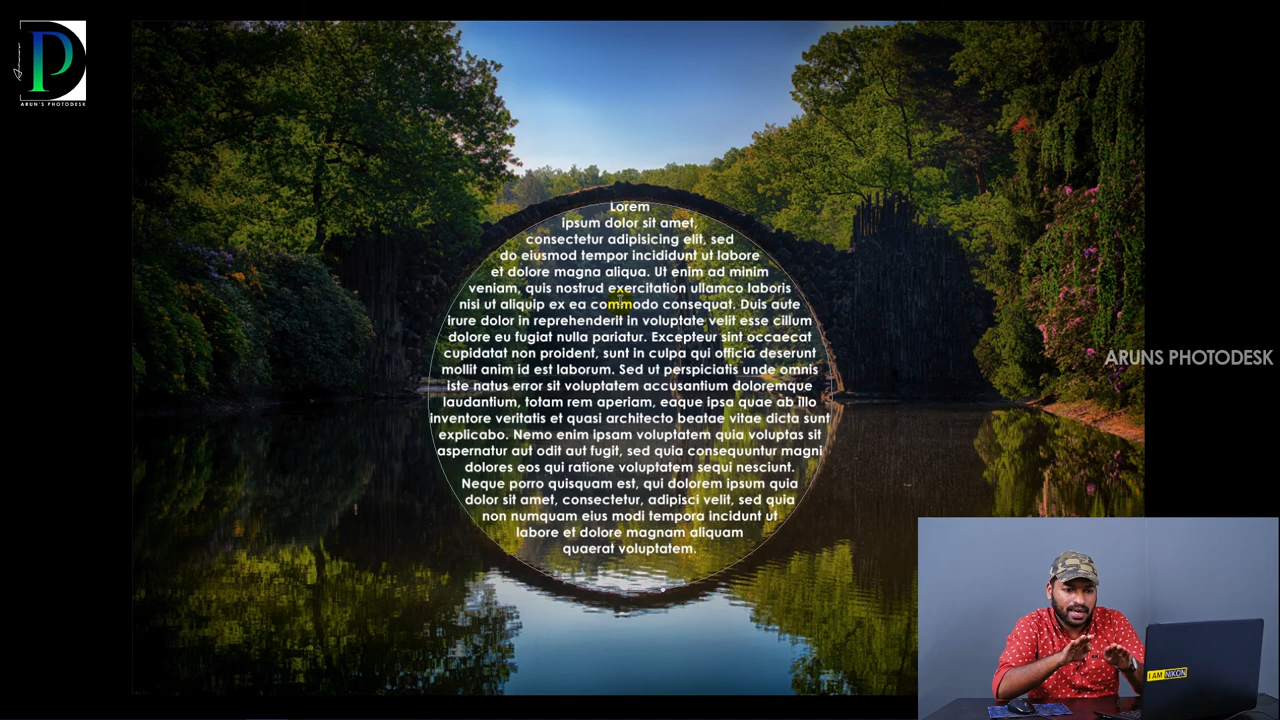 P
ARUN'S PHOTODESK
Lorem
ipsum dolor sit amet,
consectetur adipisicing elit, sed
do eiusmod tempor incididunt ut labore
et dolore magna aliqua. Ut enim ad minim
veniam, quis nostrud exercitation ullamco laboris
nisi ut aliquip ex ea commodo consequat. Duis aute
irure dolor in reprehenderit in voluptate velit esse cillum
dolore eu fugiat nulla pariatur. Excepteur sint occaecat
cupidatat non proident, sunt in culpa qui officia deserunt
mollit anim id est laborum. Sed ut perspiciatis unde omnis
iste natus error sit voluptatem accusantium doloremque
laudantium, totam rem aperiam, eaque ipsa quae ab illo
inventore veritatis et quasi architecto beatae vitae dicta sunt
explicabo. Nemo enim ipsam voluptatem quia voluptas sit
aspernatur aut odit aut fugit, sed quia consequuntur magni
dolores eos qui ratione voluptatem sequi nesciunt.
Neque porro quisquam est, qui dolorem ipsum quia
dolor sit amet, consectetur, adipisci velit, sed quia
non numquam eius modi tempora incidunt ut
labore et dolore magnam aliquam
quaerat voluptatem.
ARUNS PHOTODESK
I AM NIKON